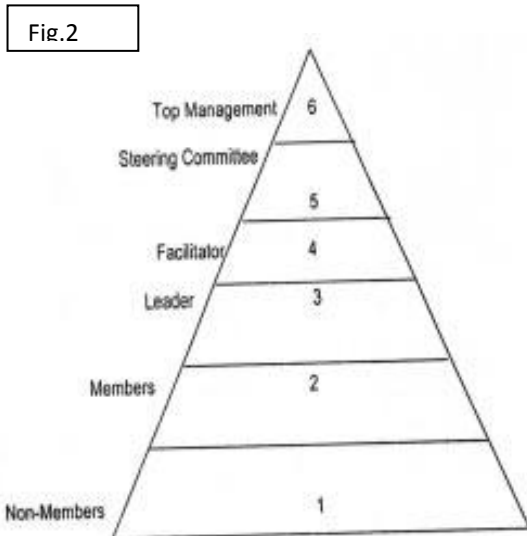 Fig.2
Top Management 6
Steering Committee
5
Facilitator 4
Leader 3
Members 2
Non-Members 1